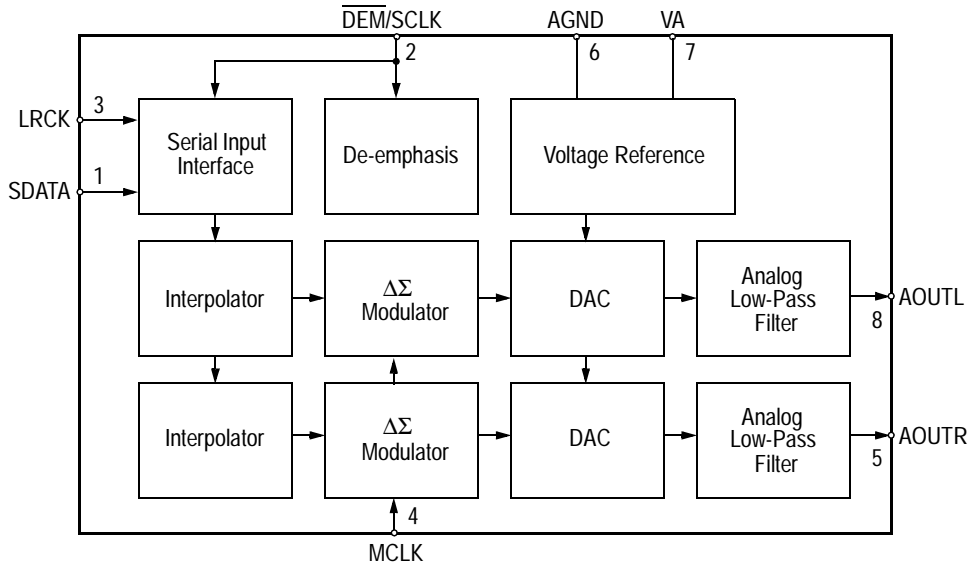 DEM/SCLK AGND VA
2 6 7
LRCK 3
SDATA 1
Serial Input
Interface
De-emphasis
Voltage Reference
Interpolator
ΔΣ
Modulator
DAC
Analog
Low-Pass
Filter
AOUTL
8
Interpolator
ΔΣ
Modulator
DAC
Analog
Low-Pass
Filter
AOUTR
5
4
MCLK